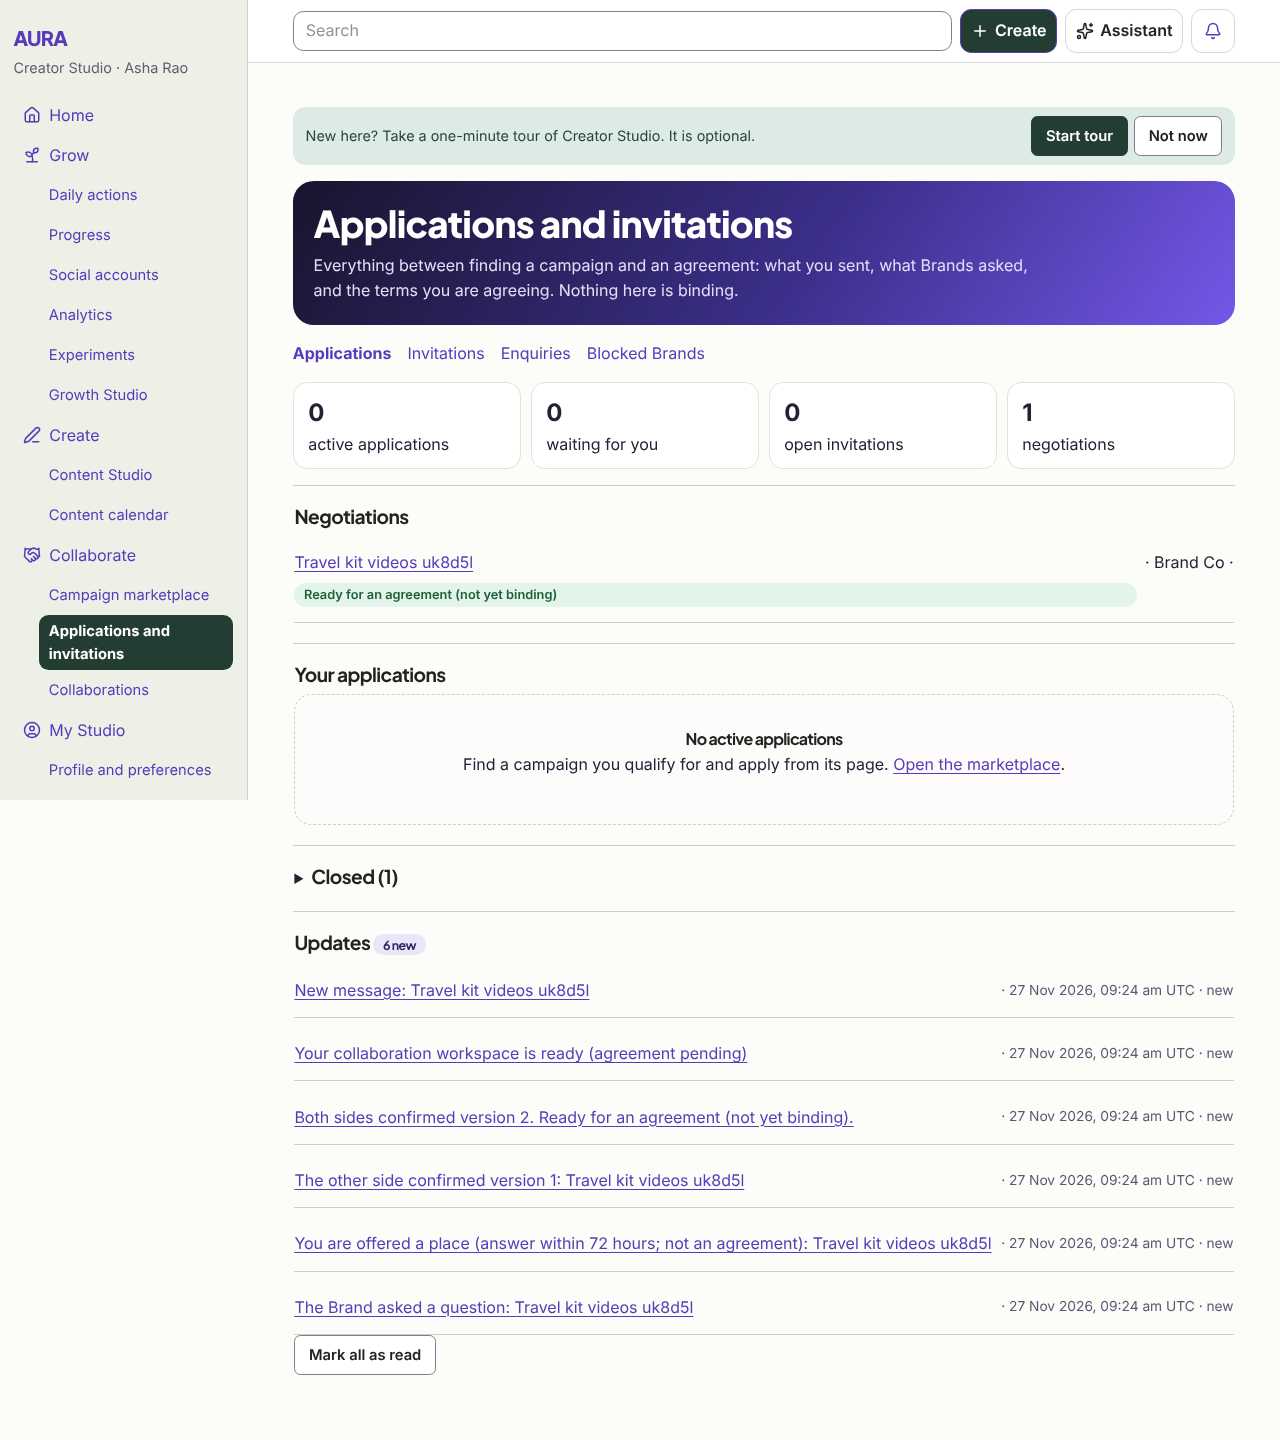 AURA
Creator Studio · Asha Rao
Home
Grow
Daily actions
Progress
Social accounts
Analytics
Experiments
Growth Studio
Create
Content Studio
Content calendar
Collaborate
Campaign marketplace
Applications and
invitations
Collaborations
My Studio
Profile and preferences
Search
Create
Assistant
New here? Take a one-minute tour of Creator Studio. It is optional.
Start tour
Not now
Applications and invitations
Everything between finding a campaign and an agreement: what you sent, what Brands asked,
and the terms you are agreeing. Nothing here is binding.
Applications Invitations Enquiries Blocked Brands
0
active applications
0
waiting for you
0
open invitations
1
negotiations
Negotiations
Travel kit videos uk8d5l · Brand Co ·
Ready for an agreement (not yet binding)
Your applications
No active applications
Find a campaign you qualify for and apply from its page. Open the marketplace.
Closed (1)
Updates 6 new
New message: Travel kit videos uk8d5l · 27 Nov 2026, 09:24 am UTC · new
Your collaboration workspace is ready (agreement pending) · 27 Nov 2026, 09:24 am UTC · new
Both sides confirmed version 2. Ready for an agreement (not yet binding). · 27 Nov 2026, 09:24 am UTC · new
The other side confirmed version 1: Travel kit videos uk8d5l · 27 Nov 2026, 09:24 am UTC · new
You are offered a place (answer within 72 hours; not an agreement): Travel kit videos uk8d5l · 27 Nov 2026, 09:24 am UTC · new
The Brand asked a question: Travel kit videos uk8d5l · 27 Nov 2026, 09:24 am UTC · new
Mark all as read